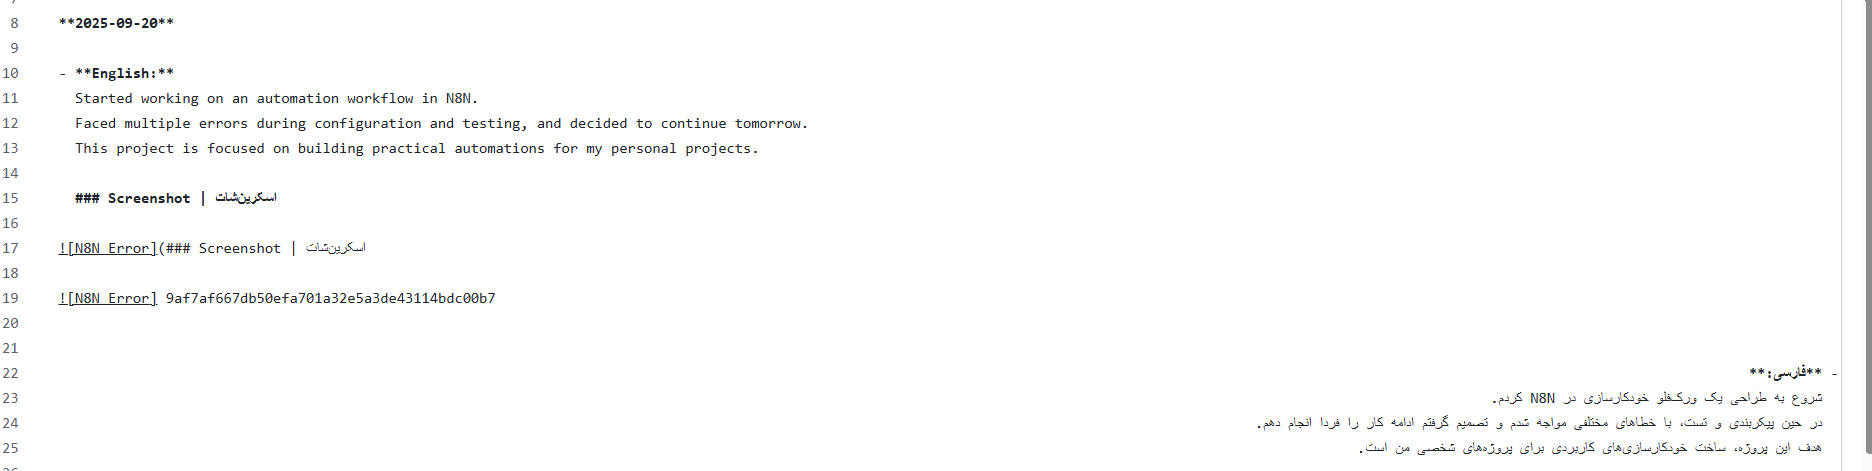 8 **2025-09-20**
9
10 - **English:**
11 Started working on an automation workflow in N8N.
12 Faced multiple errors during configuration and testing, and decided to continue tomorrow.
13 This project is focused on building practical automations for my personal projects.
14
15 ### Screenshot | اسکرین‌شات
16
17 ![N8N Error](### Screenshot | اسکرین‌شات
18
19 ![N8N Error] 9af7af667db50efa701a32e5a3de43114bdc00b7
20
21
22 - **فارسی:**
23 شروع به طراحی یک ورک‌فلو خودکارسازی در N8N کردم.
24 در حین پیکربندی و تست، با خطاهای مختلفی مواجه شدم و تصمیم گرفتم ادامه کار را فردا انجام دهم.
25 هدف این پروژه، ساخت خودکارسازی‌های کاربردی برای پروژه‌های شخصی من است.